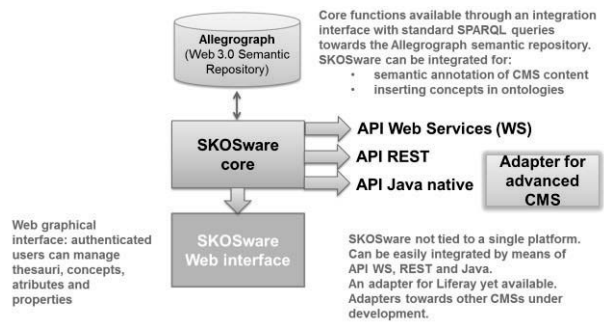 Allegrograph
(Web 3.0 Semantic
Repository)
Core functions available through an integration
interface with standard SPARQL queries
towards the Allegrograph semantic repository.
SKOSware can be integrated for:
• semantic annotation of CMS content
• inserting concepts in ontologies
SKOSware
core
API Web Services (WS)
API REST
API Java native
Adapter for
advanced
CMS
Web graphical
interface: authenticated
users can manage
thesauri, concepts,
atributes and
properties
SKOSware
Web interface
SKOSware not tied to a single platform.
Can be easily integrated by means of
API WS, REST and Java.
An adapter for Liferay yet available.
Adapters towards other CMSs under
development.